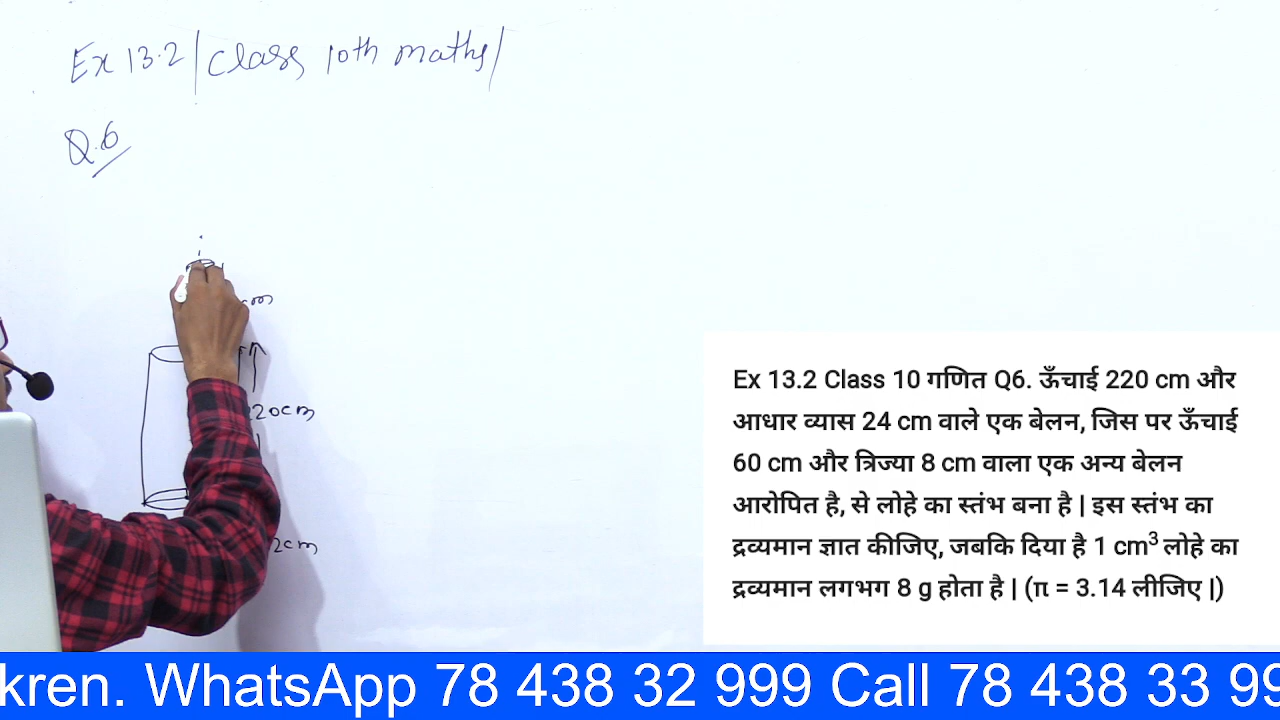 Ex 13.2 | Class 10th maths |
Q.6
cm
20cm
2cm
Ex 13.2 Class 10 गणित Q6. ऊँचाई 220 cm और
आधार व्यास 24 cm वाले एक बेलन, जिस पर ऊँचाई
60 cm और त्रिज्या 8 cm वाला एक अन्य बेलन
आरोपित है, से लोहे का स्तंभ बना है | इस स्तंभ का
द्रव्यमान ज्ञात कीजिए, जबकि दिया है 1 cm³ लोहे का
द्रव्यमान लगभग 8 g होता है | (π = 3.14 लीजिए |)
kren. WhatsApp 78 438 32 999 Call 78 438 33 99